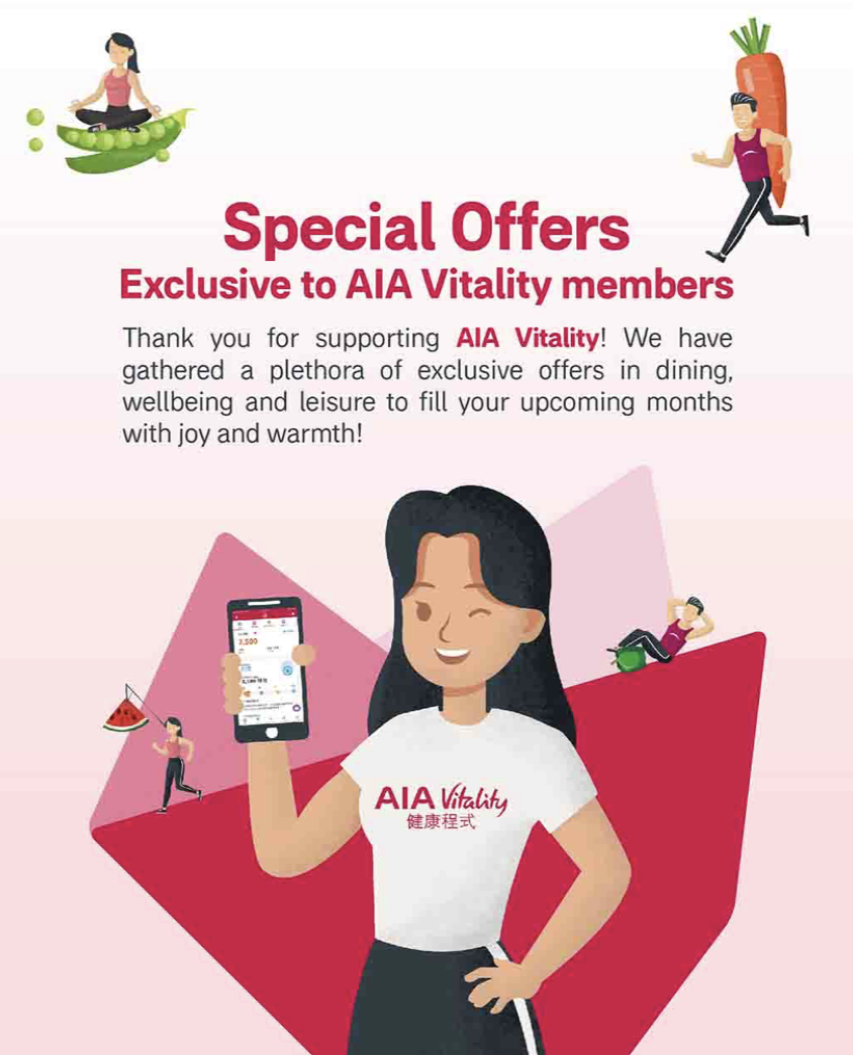 Special Offers
Exclusive to AIA Vitality members
Thank you for supporting AIA Vitality! We have
gathered a plethora of exclusive offers in dining,
wellbeing and leisure to fill your upcoming months
with joy and warmth!
3,500
AIA Vitality
健康程式